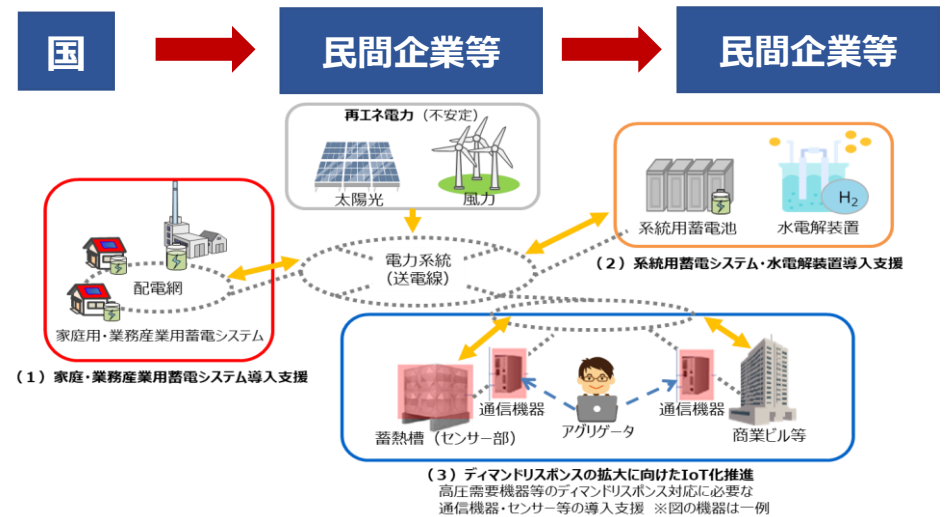 国
民間企業等
民間企業等
再エネ電力（不安定）
太陽光
風力
系統用蓄電池
H2
水電解装置
（２）系統用蓄電システム・水電解装置導入支援
電力系統
（送電線）
配電網
家庭用・業務産業用蓄電システム
（１）家庭・業務産業用蓄電システム導入支援
通信機器
通信機器
蓄熱槽（センサー部）
アグリゲータ
商業ビル等
（３）ディマンドリスポンスの拡大に向けたIoT化推進
高圧需要機器等のディマンドリスポンス対応に必要な
通信機器・センサー等の導入支援 ※図の機器は一例